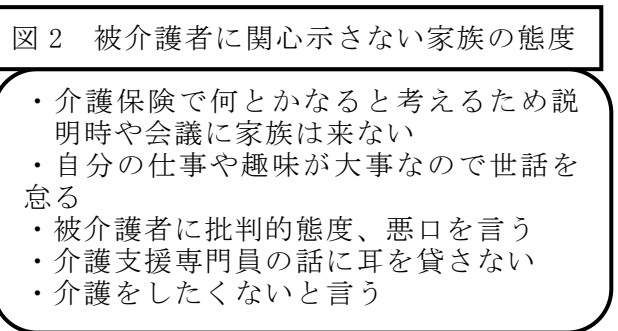 図２　被介護者に関心示さない家族の態度
・介護保険で何とかなると考えるため説
明時や会議に家族は来ない
・自分の仕事や趣味が大事なので世話を
怠る
・被介護者に批判的態度、悪口を言う
・介護支援専門員の話に耳を貸さない
・介護をしたくないと言う